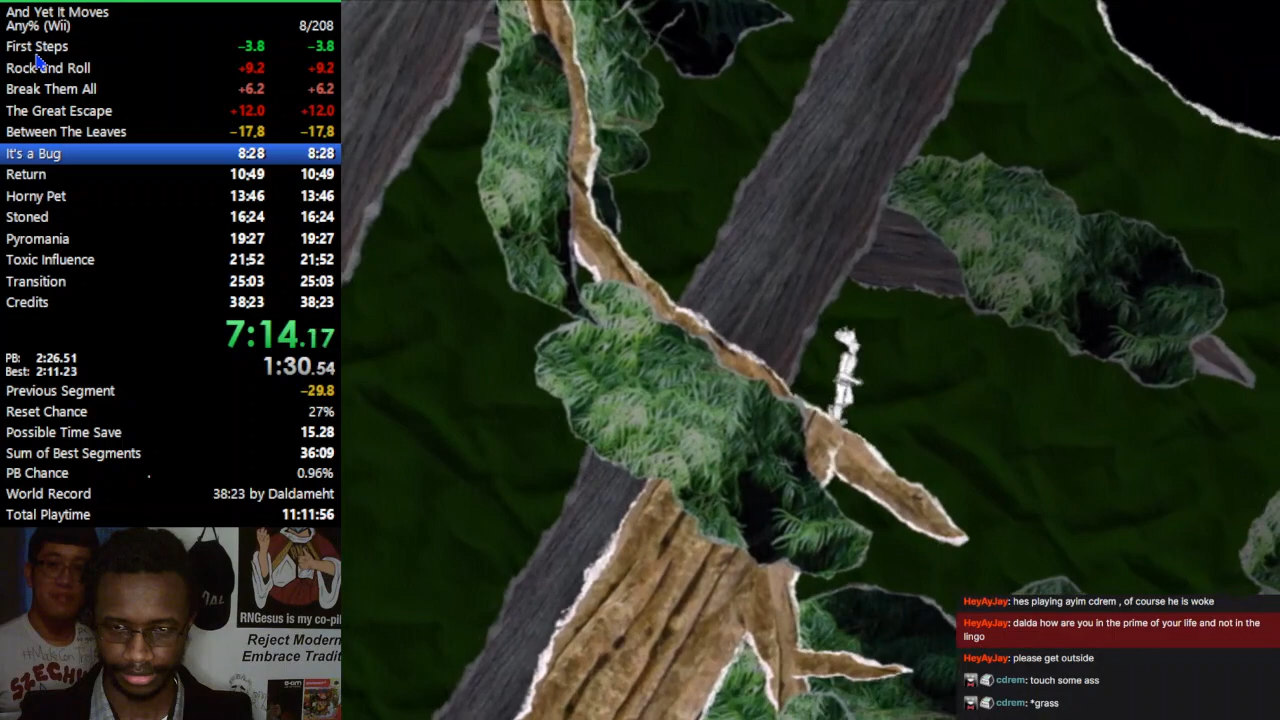 And Yet It Moves
Any% (Wii) 8/208
First Steps −3.8 −3.8
Rock and Roll +9.2 +9.2
Break Them All +6.2 +6.2
The Great Escape +12.0 +12.0
Between The Leaves −17.8 −17.8
It's a Bug 8:28 8:28
Return 10:49 10:49
Horny Pet 13:46 13:46
Stoned 16:24 16:24
Pyromania 19:27 19:27
Toxic Influence 21:52 21:52
Transition 25:03 25:03
Credits 38:23 38:23
7:14.17
PB: 2:26.51
1:30.54
Best: 2:11.23
Previous Segment −29.8
Reset Chance 27%
Possible Time Save 15.28
Sum of Best Segments 36:09
PB Chance 0.96%
World Record 38:23 by Daldameht
Total Playtime 11:11:56
RNGesus is my co-pil
Reject Modern
Embrace Tradit
SZECHU
HeyAyJay: hes playing ayim cdrem , of course he is woke
HeyAyJay: dalda how are you in the prime of your life and not in the
lingo
HeyAyJay: please get outside
cdrem: touch some ass
cdrem: *grass